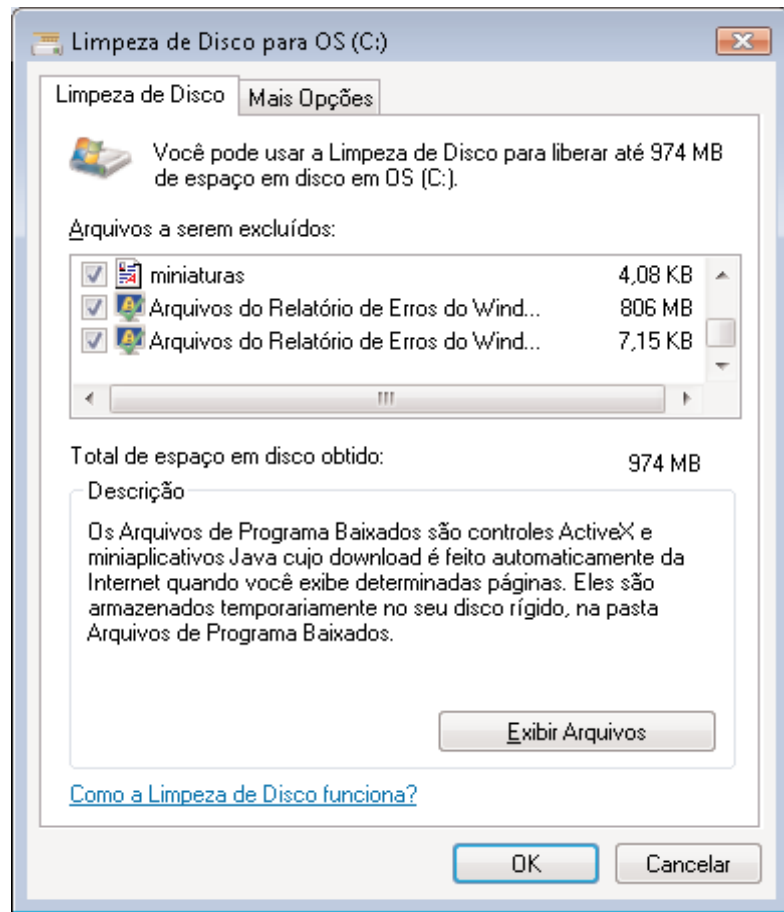 Limpeza de Disco para OS (C:)
Limpeza de Disco
Mais Opções
Você pode usar a Limpeza de Disco para liberar até 974 MB
de espaço em disco em OS (C:).
Arquivos a serem excluídos:
miniaturas 4,08 KB
Arquivos do Relatório de Erros do Wind... 806 MB
Arquivos do Relatório de Erros do Wind... 7,15 KB
Total de espaço em disco obtido: 974 MB
Descrição
Os Arquivos de Programa Baixados são controles ActiveX e
miniaplicativos Java cujo download é feito automaticamente da
Internet quando você exibe determinadas páginas. Eles são
armazenados temporariamente no seu disco rígido, na pasta
Arquivos de Programa Baixados.
Exibir Arquivos
Como a Limpeza de Disco funciona?
OK
Cancelar